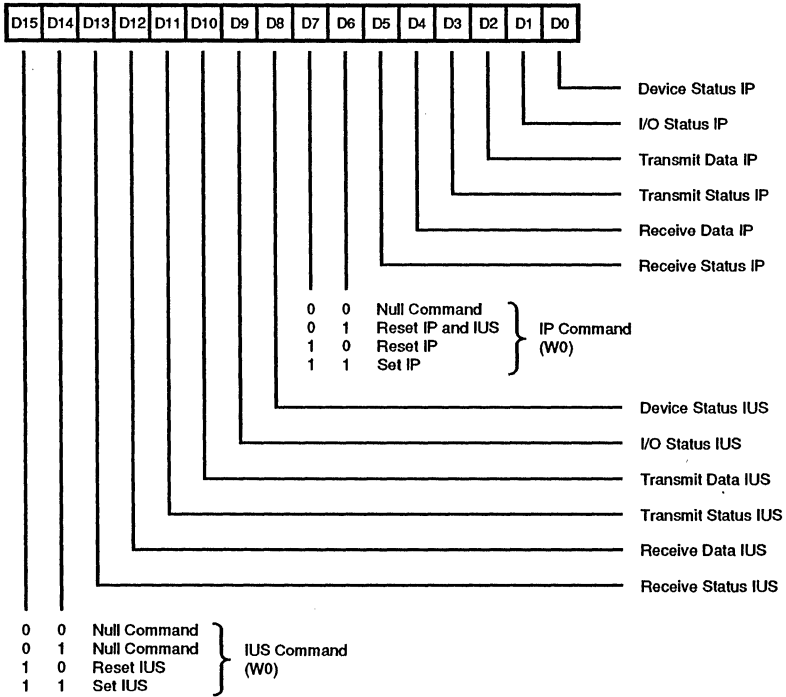 D15 D14 D13 D12 D11 D10 D9 D8 D7 D6 D5 D4 D3 D2 D1 D0
Device Status IP
I/O Status IP
Transmit Data IP
Transmit Status IP
Receive Data IP
Receive Status IP
0 0 Null Command
0 1 Reset IP and IUS
1 0 Reset IP
1 1 Set IP
IP Command
(W0)
Device Status IUS
I/O Status IUS
Transmit Data IUS
Transmit Status IUS
Receive Data IUS
Receive Status IUS
0 0 Null Command
0 1 Null Command
1 0 Reset IUS
1 1 Set IUS
IUS Command
(W0)